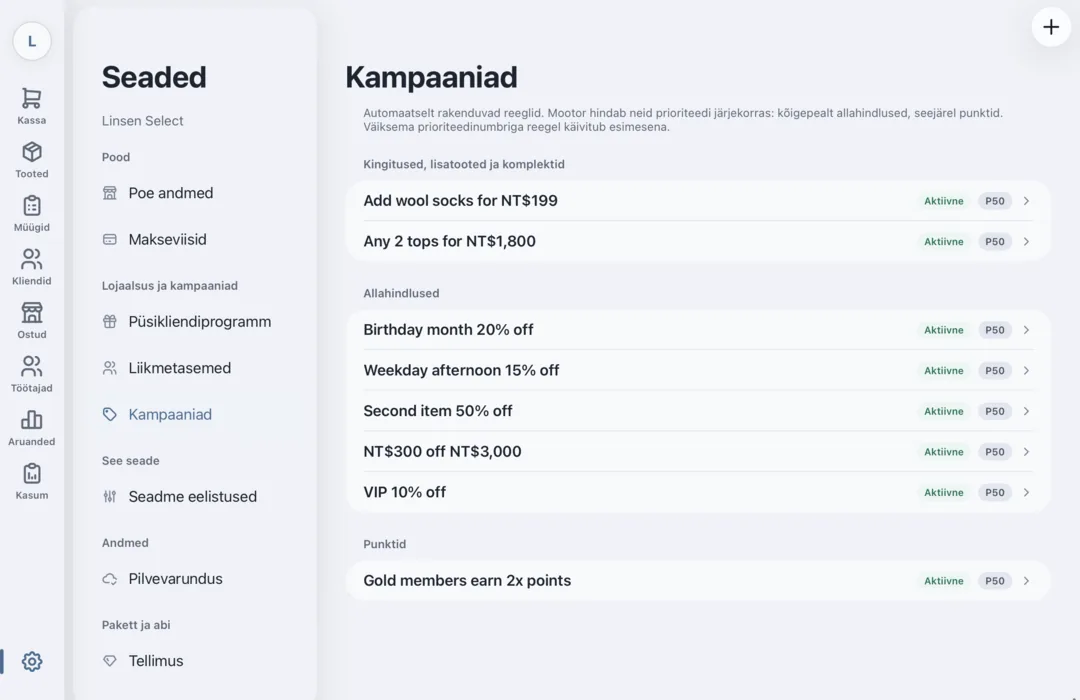 L
Kassa
Tooted
Müügid
Kliendid
Ostud
Töötajad
Aruanded
Kasum
Seaded
Linsen Select
Pood
Poe andmed
Makseviisid
Lojaalsus ja kampaaniad
Püsikliendiprogramm
Liikmetasemed
Kampaaniad
See seade
Seadme eelistused
Andmed
Pilvevarundus
Pakett ja abi
Tellimus
Kampaaniad
Automaatselt rakenduvad reeglid. Mootor hindab neid prioriteedi järjekorras: kõigepealt allahindlused, seejärel punktid.
Väiksema prioriteedinumbriga reegel käivitub esimesena.
Kingitused, lisatooted ja komplektid
Add wool socks for NT$199 Aktiivne P50
Any 2 tops for NT$1,800 Aktiivne P50
Allahindlused
Birthday month 20% off Aktiivne P50
Weekday afternoon 15% off Aktiivne P50
Second item 50% off Aktiivne P50
NT$300 off NT$3,000 Aktiivne P50
VIP 10% off Aktiivne P50
Punktid
Gold members earn 2x points Aktiivne P50